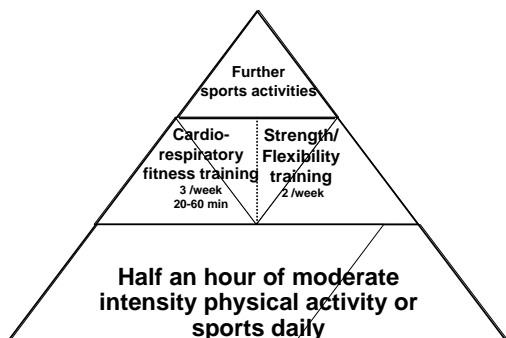 Further
sports activities
Cardio-
respiratory
fitness training
3 /week
20-60 min
Strength/
Flexibility
training
2 /week
Half an hour of moderate
intensity physical activity or
sports daily